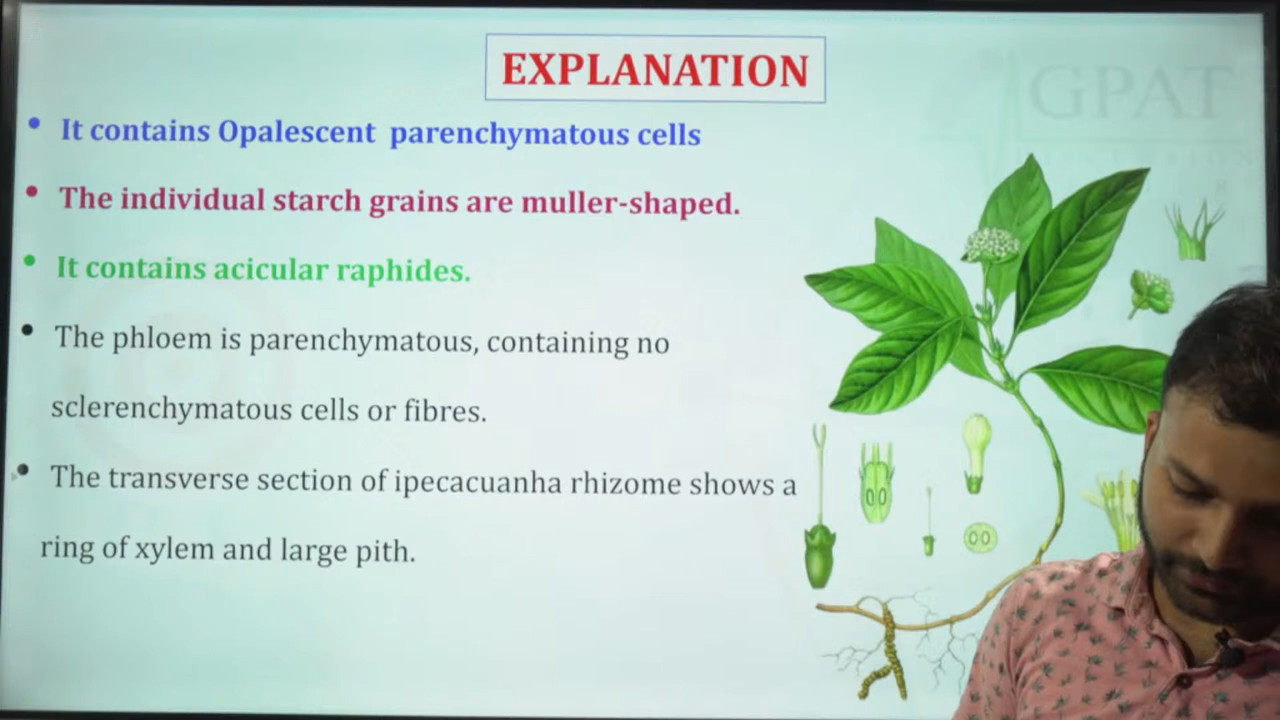 EXPLANATION
GPAT
• It contains Opalescent parenchymatous cells
• The individual starch grains are muller-shaped.
• It contains acicular raphides.
• The phloem is parenchymatous, containing no
sclerenchymatous cells or fibres.
• The transverse section of ipecacuanha rhizome shows a
ring of xylem and large pith.